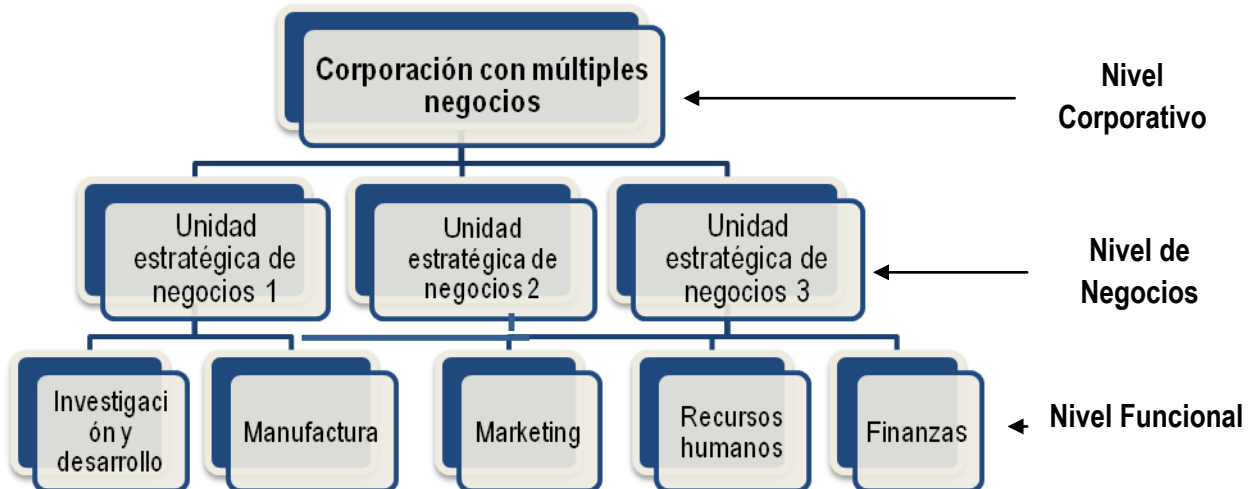 Corporación con múltiples
negocios
Nivel
Corporativo
Unidad
estratégica de
negocios 1
Unidad
estratégica de
negocios 2
Unidad
estratégica de
negocios 3
Nivel de
Negocios
Investigaci
ón y
desarrollo
Manufactura
Marketing
Recursos
humanos
Finanzas
Nivel Funcional